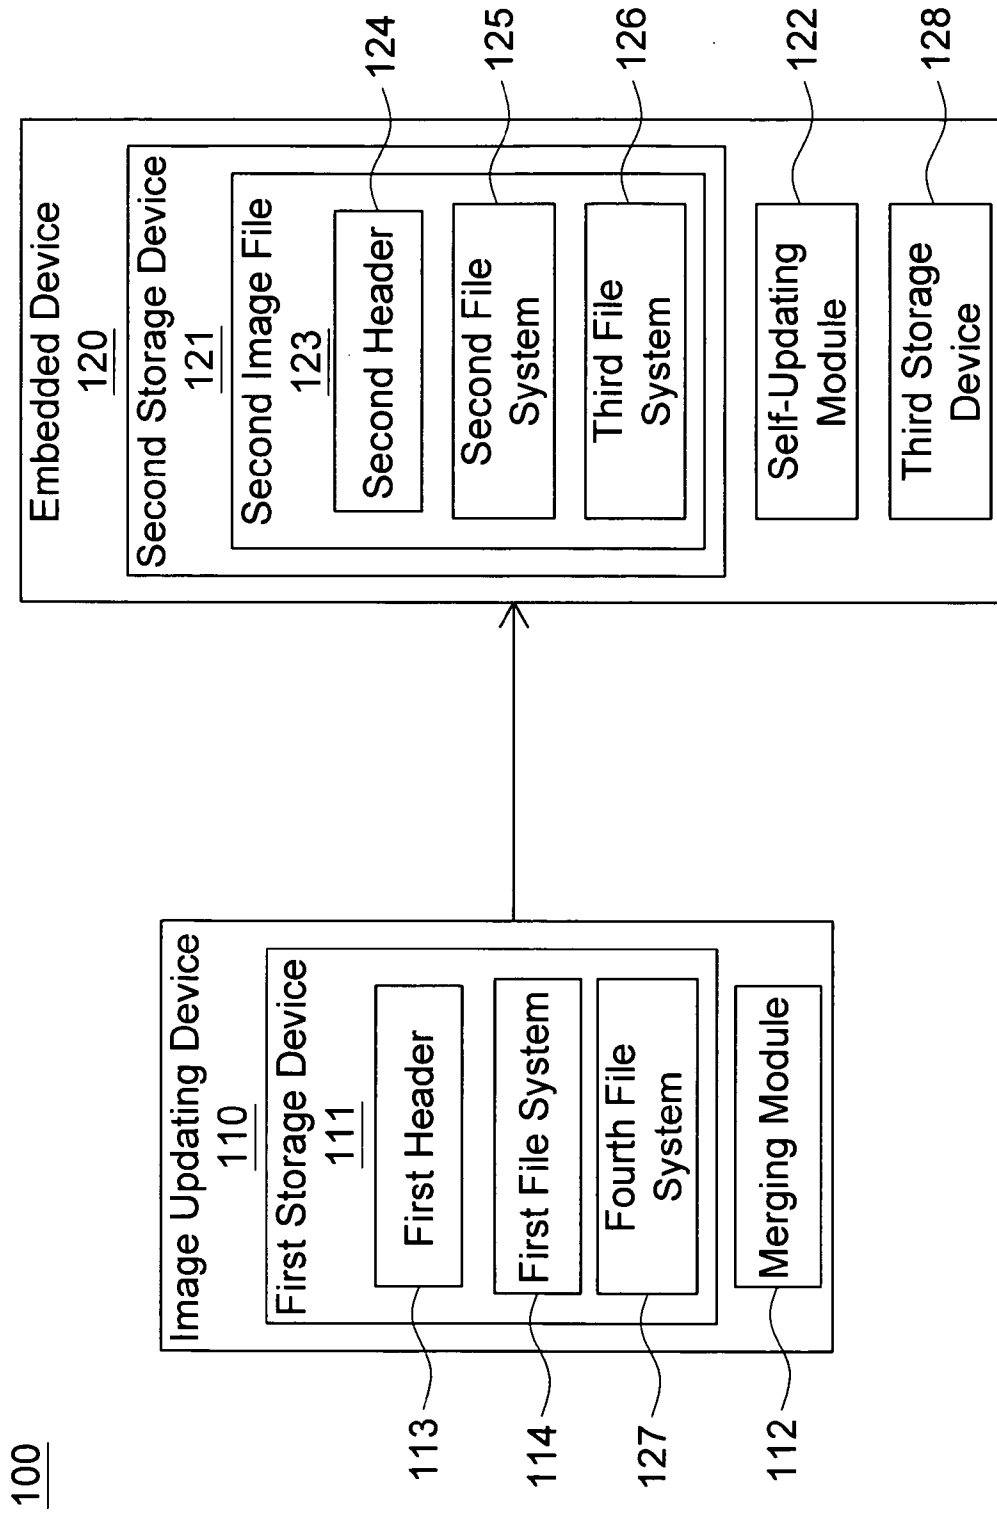 100
Image Updating Device
110
First Storage Device
111
First Header
First File System
Fourth File
System
Merging Module
113
114
127
112
Embedded Device
120
Second Storage Device
121
Second Image File
123
Second Header
Second File
System
Third File
System
Self-Updating
Module
Third Storage
Device
124
125
126
122
128